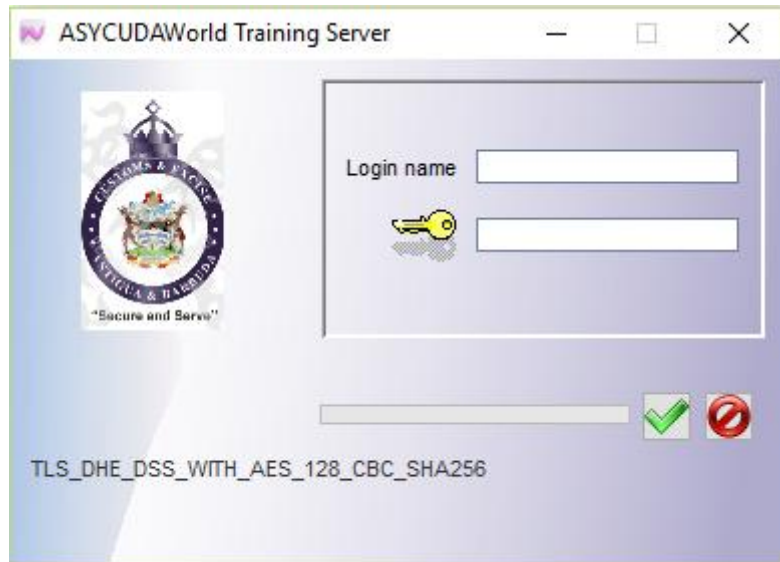 ASYCUDAWorld Training Server
CUSTOMS & EXCISE
ANTIGUA & BARBUDA
"Secure and Serve"
Login name
TLS_DHE_DSS_WITH_AES_128_CBC_SHA256